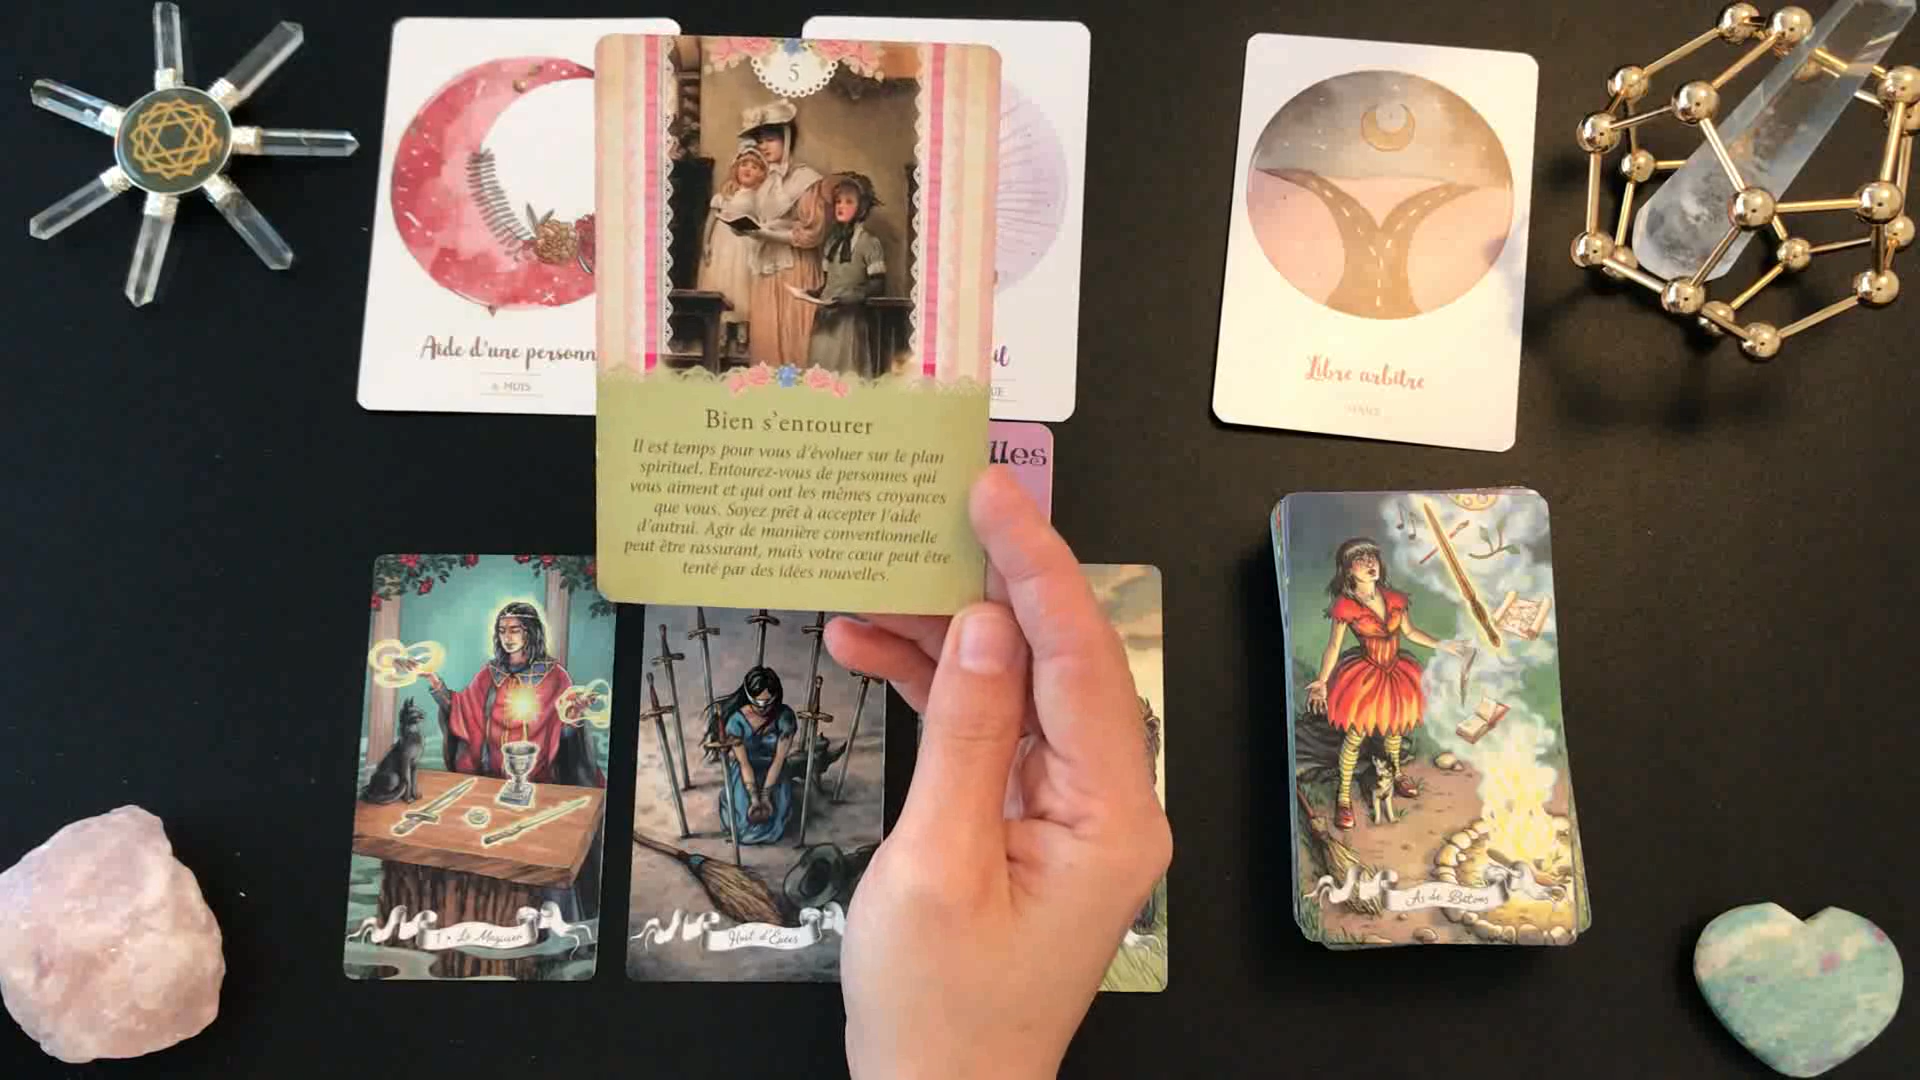 Aide d'une personn
MOIS
5
Bien s'entourer
Il est temps pour vous d'évoluer sur le plan
spirituel. Entourez-vous de personnes qui
vous aiment et qui ont les mêmes croyances
que vous. Soyez prêt à accepter l'aide
d'autrui. Agir de manière conventionnelle
peut être rassurant, mais votre cœur peut être
tenté par des idées nouvelles.
lles
Libre arbitre
I • Le Magicien
Huit d'Épées
As de Bâtons